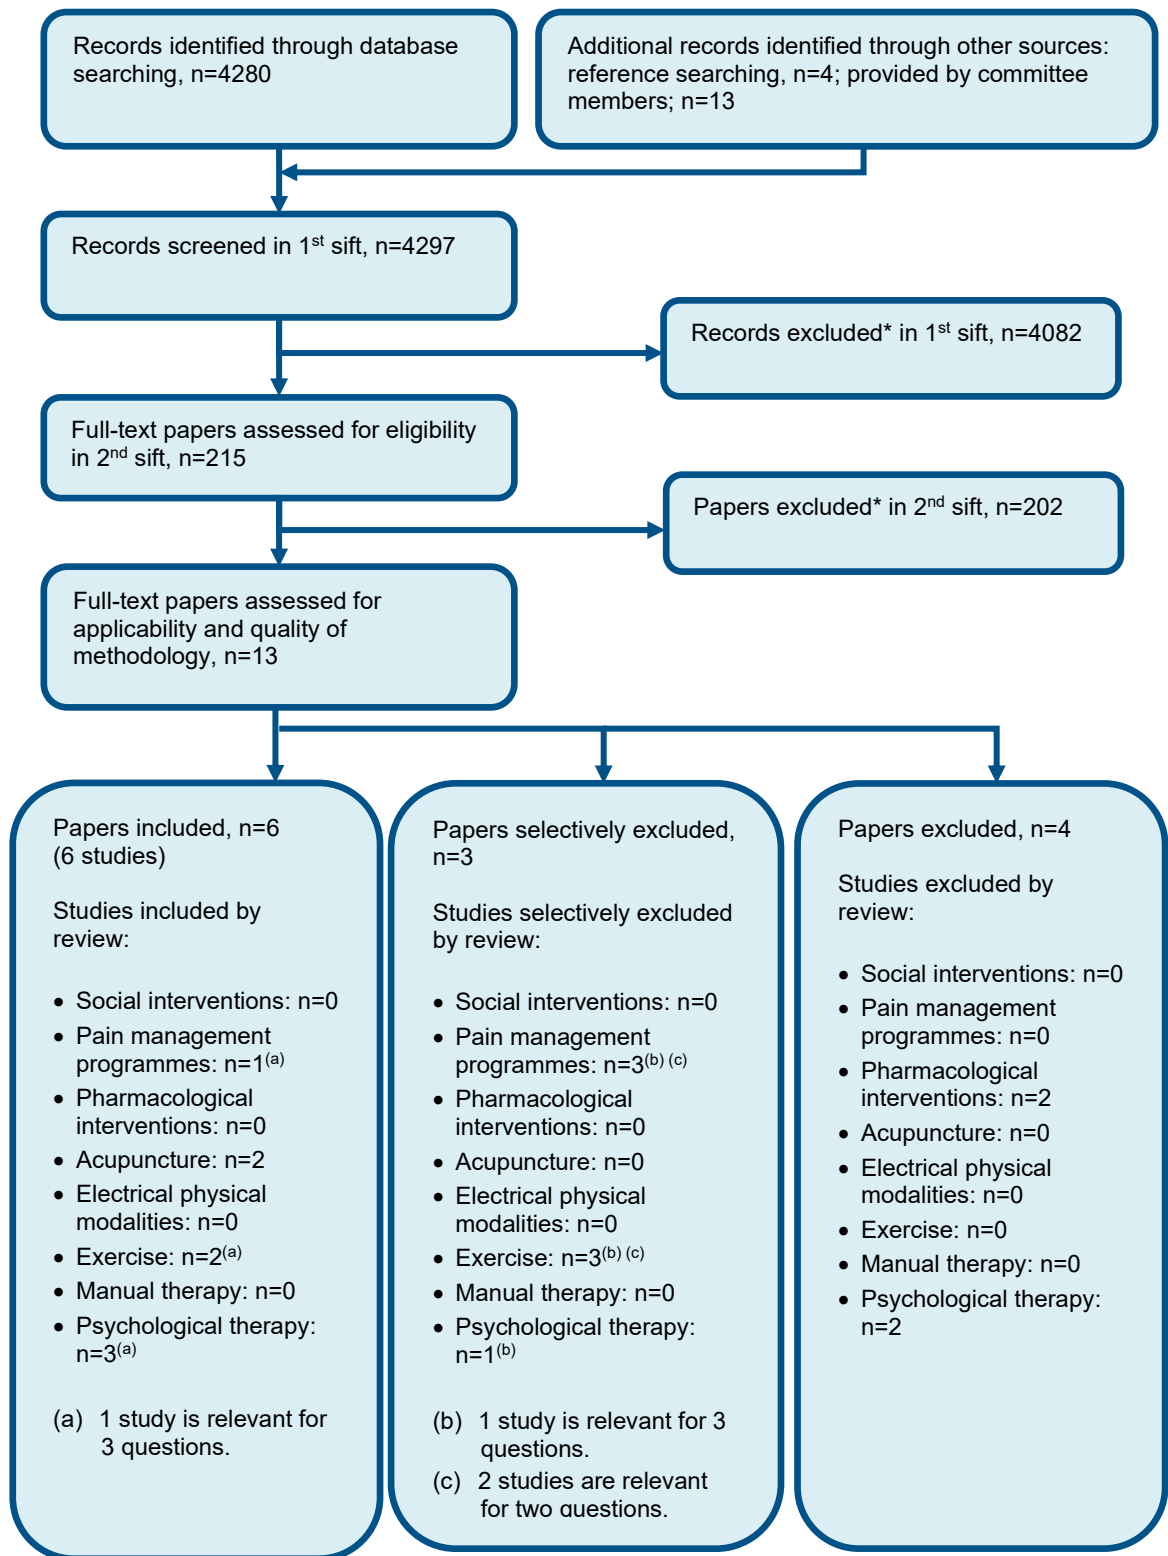 Records identified through database
searching, n=4280
Additional records identified through other sources:
reference searching, n=4; provided by committee
members; n=13
Records screened in 1st sift, n=4297
Records excluded* in 1st sift, n=4082
Full-text papers assessed for eligibility
in 2nd sift, n=215
Papers excluded* in 2nd sift, n=202
Full-text papers assessed for
applicability and quality of
methodology, n=13
Papers included, n=6
(6 studies)
Studies included by
review:
• Social interventions: n=0
• Pain management
programmes: n=1(a)
• Pharmacological
interventions: n=0
• Acupuncture: n=2
• Electrical physical
modalities: n=0
• Exercise: n=2(a)
• Manual therapy: n=0
• Psychological therapy:
n=3(a)
(a) 1 study is relevant for
3 questions.
Papers selectively excluded,
n=3
Studies selectively excluded
by review:
• Social interventions: n=0
• Pain management
programmes: n=3(b) (c)
• Pharmacological
interventions: n=0
• Acupuncture: n=0
• Electrical physical
modalities: n=0
• Exercise: n=3(b) (c)
• Manual therapy: n=0
• Psychological therapy:
n=1(b)
(b) 1 study is relevant for 3
questions.
(c) 2 studies are relevant
for two questions.
Papers excluded, n=4
Studies excluded by
review:
• Social interventions: n=0
• Pain management
programmes: n=0
• Pharmacological
interventions: n=2
• Acupuncture: n=0
• Electrical physical
modalities: n=0
• Exercise: n=0
• Manual therapy: n=0
• Psychological therapy:
n=2